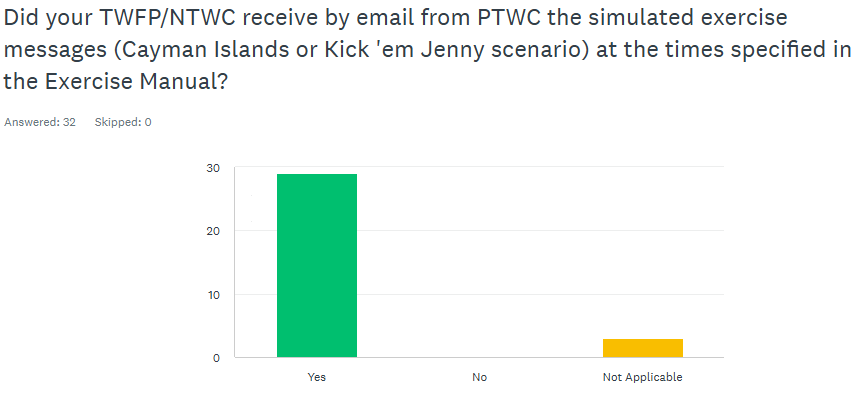 Did your TWFP/NTWC receive by email from PTWC the simulated exercise
messages (Cayman Islands or Kick 'em Jenny scenario) at the times specified in
the Exercise Manual?
Answered: 32 Skipped: 0
30
20
10
0
Yes No Not Applicable